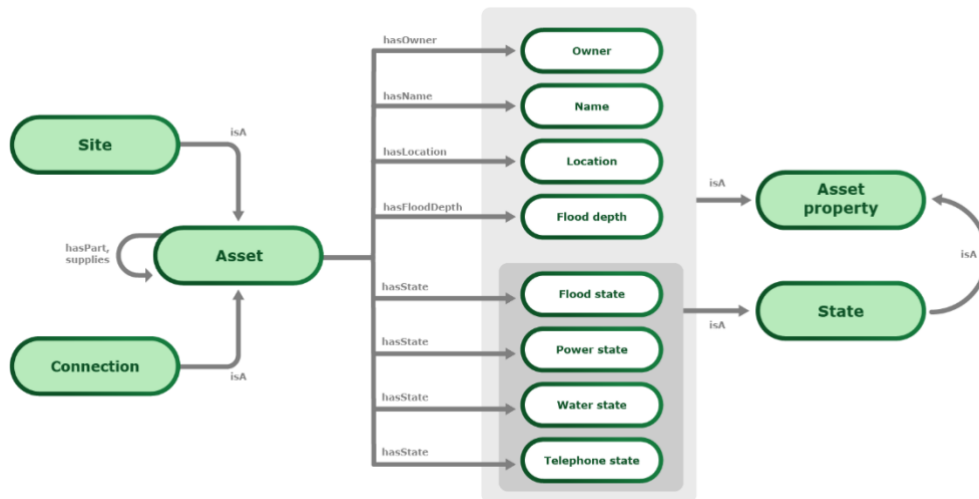 hasOwner
Owner
hasName
Name
Site
isA
hasLocation
Location
isA
Asset
property
hasFloodDepth
Flood depth
hasPart,
supplies
Asset
isA
hasState
Flood state
State
isA
hasState
Power state
Connection
isA
hasState
Water state
hasState
Telephone state